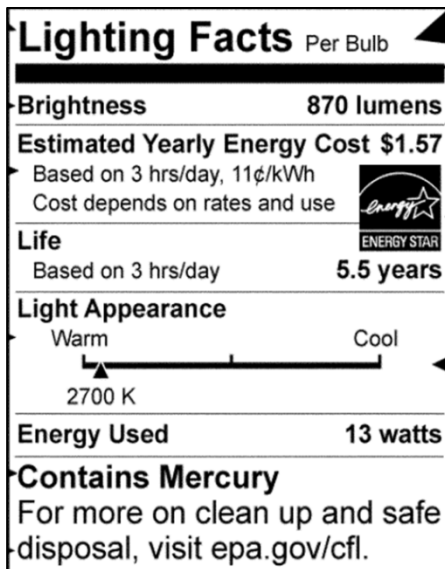 Lighting Facts Per Bulb
Brightness 870 lumens
Estimated Yearly Energy Cost $1.57
Based on 3 hrs/day, 11¢/kWh
Cost depends on rates and use
energy
ENERGY STAR
Life
Based on 3 hrs/day 5.5 years
Light Appearance
Warm Cool
2700 K
Energy Used 13 watts
Contains Mercury
For more on clean up and safe
disposal, visit epa.gov/cfl.